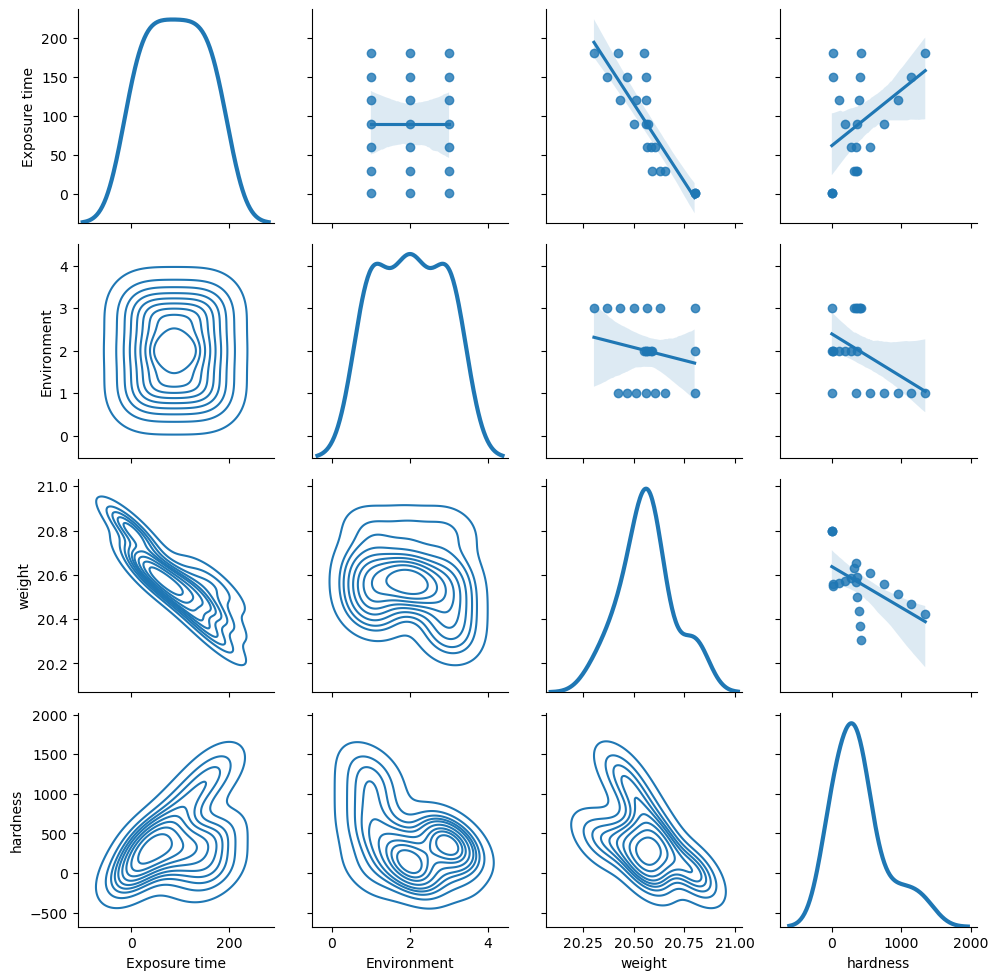 200
150
100
50
0
Exposure time
4
3
2
1
0
Environment
21.0
20.8
20.6
20.4
20.2
weight
2000
1500
1000
500
0
−500
hardness
0 200
0 2 4
20.25 20.50 20.75 21.00
0 1000 2000
Exposure time Environment weight hardness